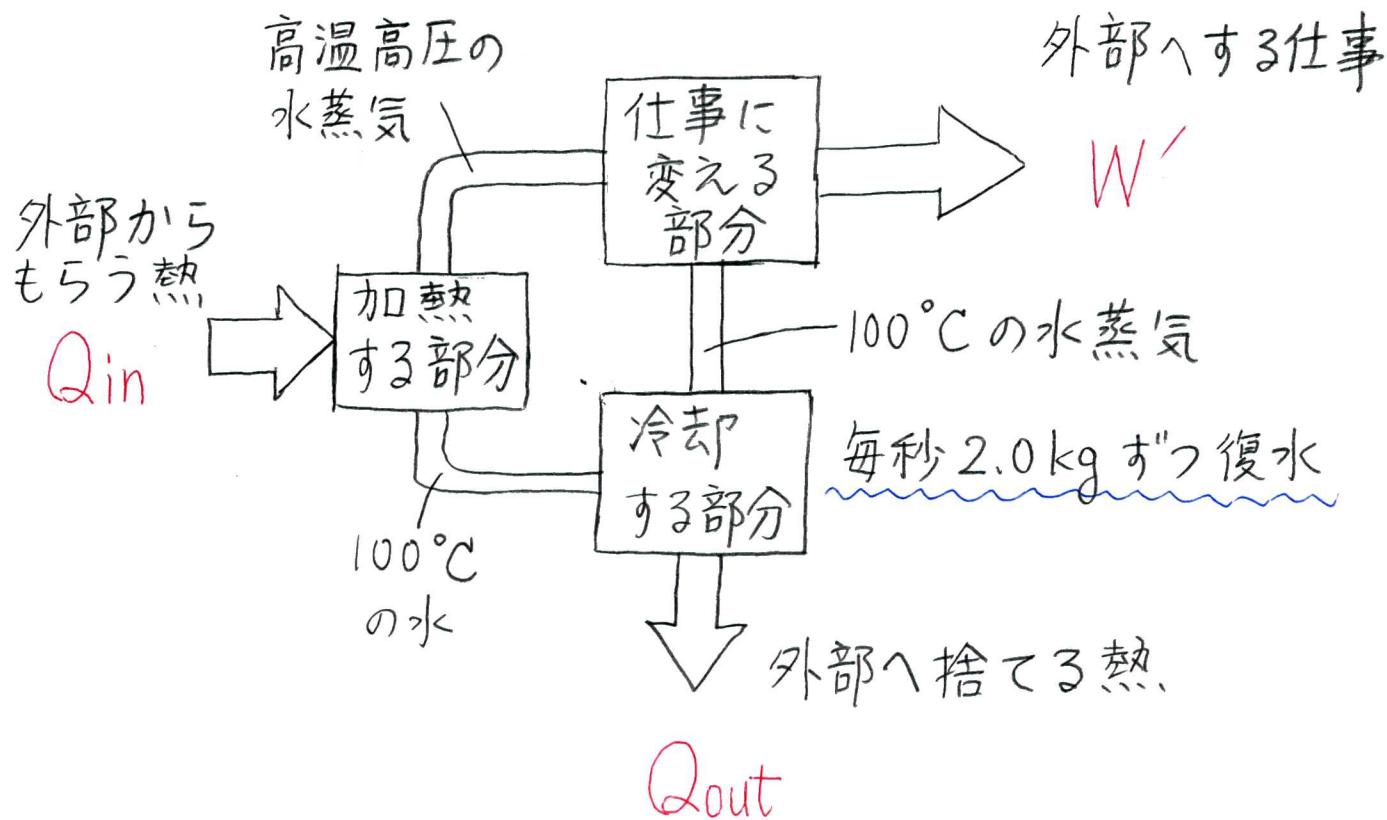 高温高圧の
水蒸気
仕事に
変える
部分
外部へする仕事
W′
外部から
もらう熱
Qin
加熱
する部分
100℃の水蒸気
冷却
する部分
毎秒2.0kgずつ復水
100℃
の水
外部へ捨てる熱
Qout